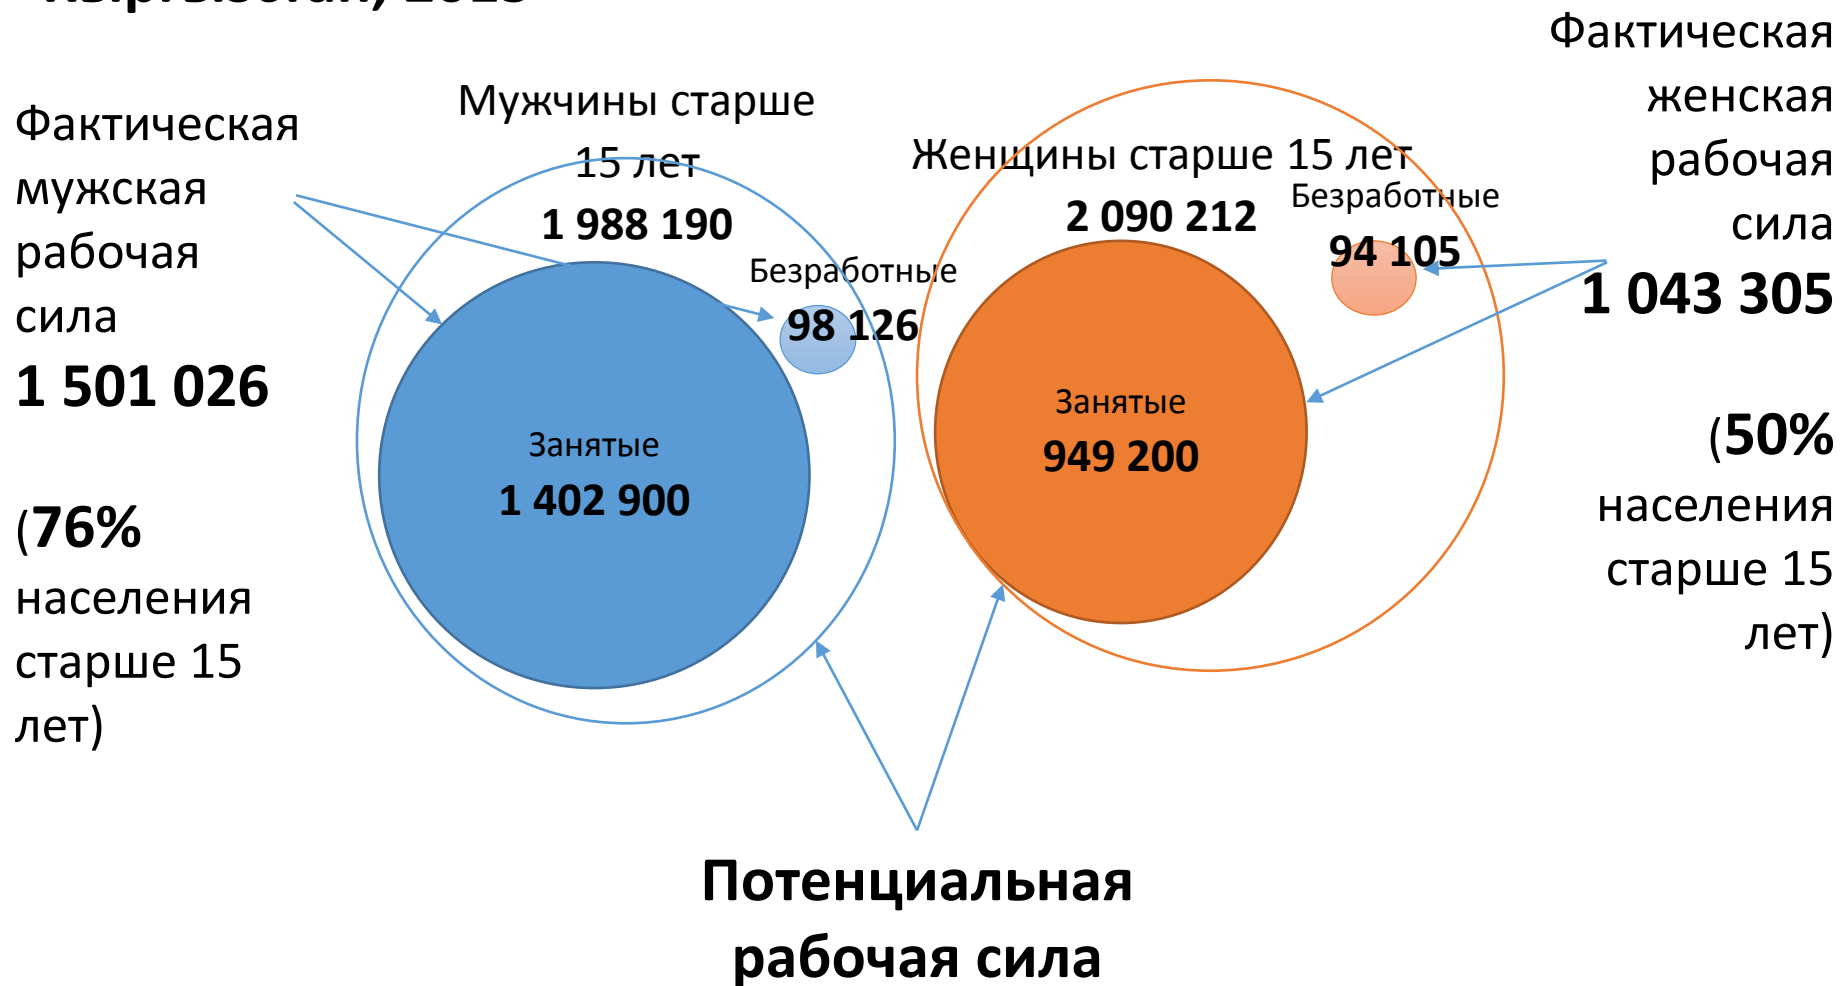 Фактическая
мужская
рабочая
сила
1 501 026
(76%
населения
старше 15
лет)
Мужчины старше
15 лет
1 988 190
Безработные
98 126
Занятые
1 402 900
Женщины старше 15 лет
2 090 212
Безработные
94 105
Занятые
949 200
Фактическая
женская
рабочая
сила
1 043 305
(50%
населения
старше 15
лет)
Потенциальная
рабочая сила